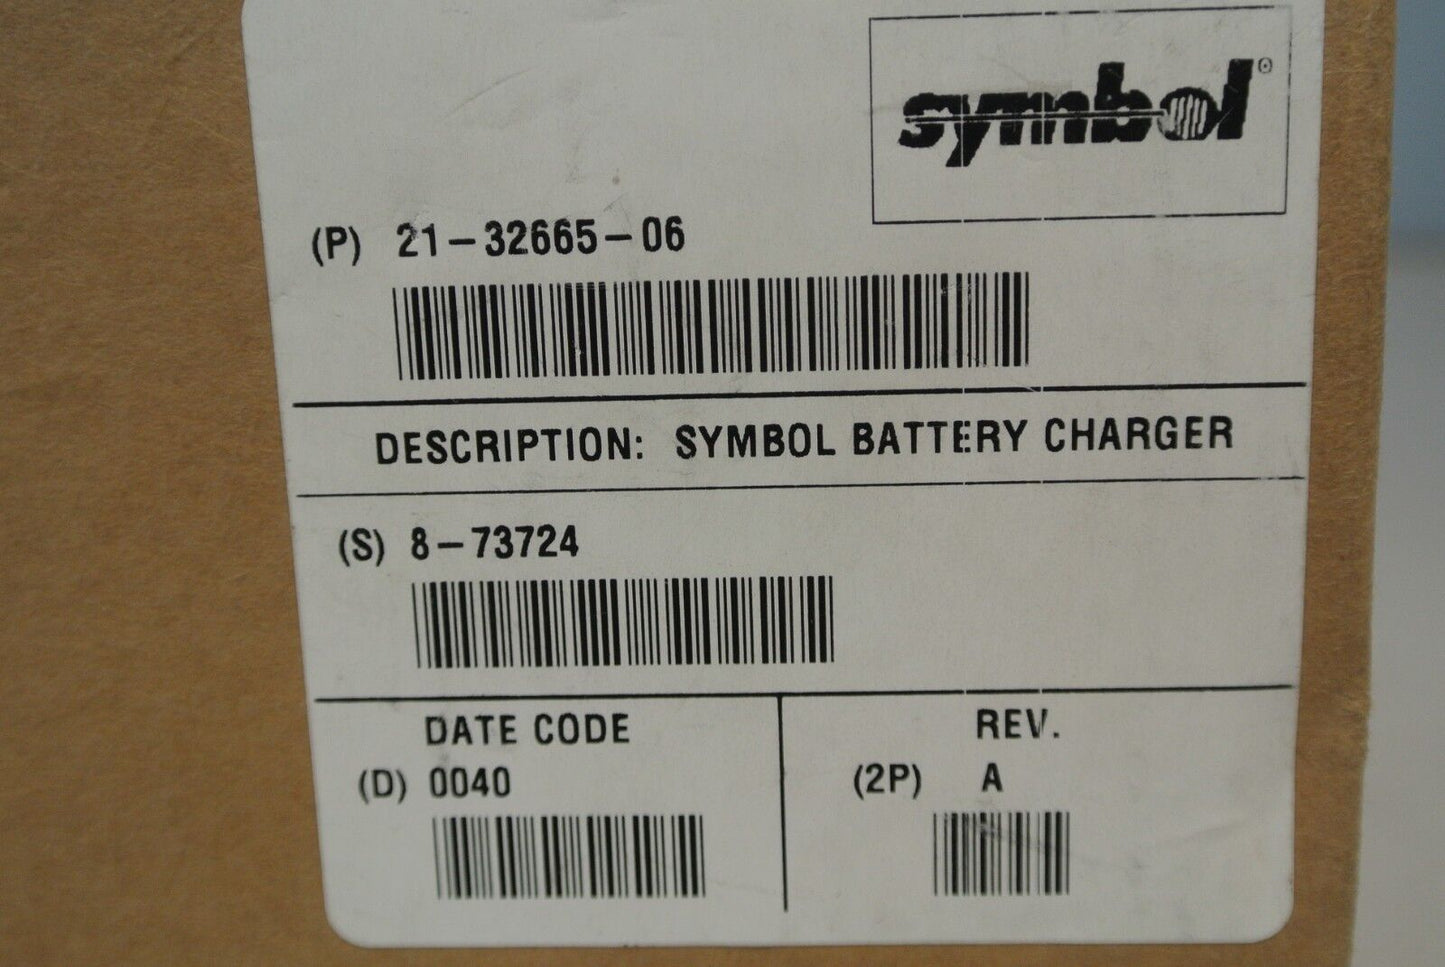 symbol®
(P) 21-32665-06
DESCRIPTION: SYMBOL BATTERY CHARGER
(S) 8-73724
DATE CODE
(D) 0040
REV.
(2P) A